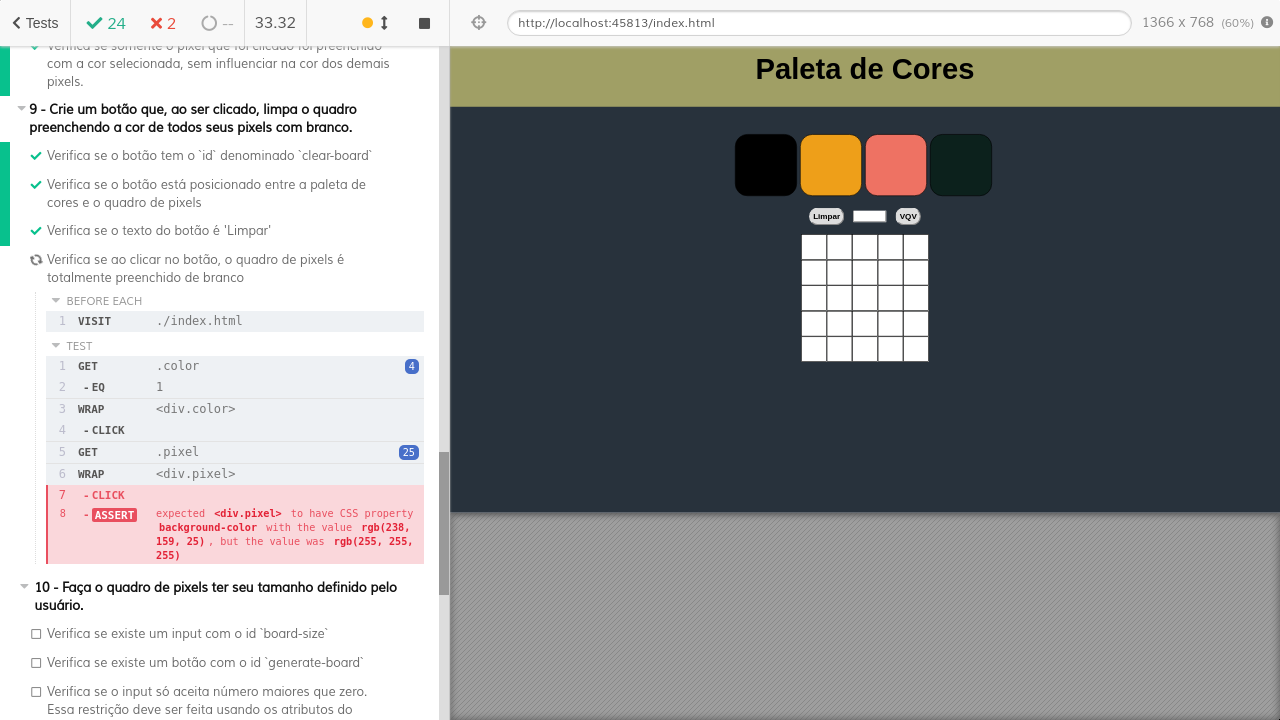 Tests
24
2
--
33.32
http://localhost:45813/index.html
1366 x 768 (60%)
Verifica se somente o pixel que foi clicado foi preenchido
com a cor selecionada, sem influenciar na cor dos demais
pixels.
9 - Crie um botão que, ao ser clicado, limpa o quadro
preenchendo a cor de todos seus pixels com branco.
Verifica se o botão tem o `id` denominado `clear-board`
Verifica se o botão está posicionado entre a paleta de
cores e o quadro de pixels
Verifica se o texto do botão é 'Limpar'
Verifica se ao clicar no botão, o quadro de pixels é
totalmente preenchido de branco
BEFORE EACH
1 VISIT ./index.html
TEST
1 GET .color 4
2 - EQ 1
3 WRAP <div.color>
4 - CLICK
5 GET .pixel 25
6 WRAP <div.pixel>
7 - CLICK
8 - ASSERT expected <div.pixel> to have CSS property
background-color with the value rgb(238,
159, 25), but the value was rgb(255, 255,
255)
10 - Faça o quadro de pixels ter seu tamanho definido pelo
usuário.
Verifica se existe um input com o id `board-size`
Verifica se existe um botão com o id `generate-board`
Verifica se o input só aceita número maiores que zero.
Essa restrição deve ser feita usando os atributos do
Paleta de Cores
Limpar
VQV